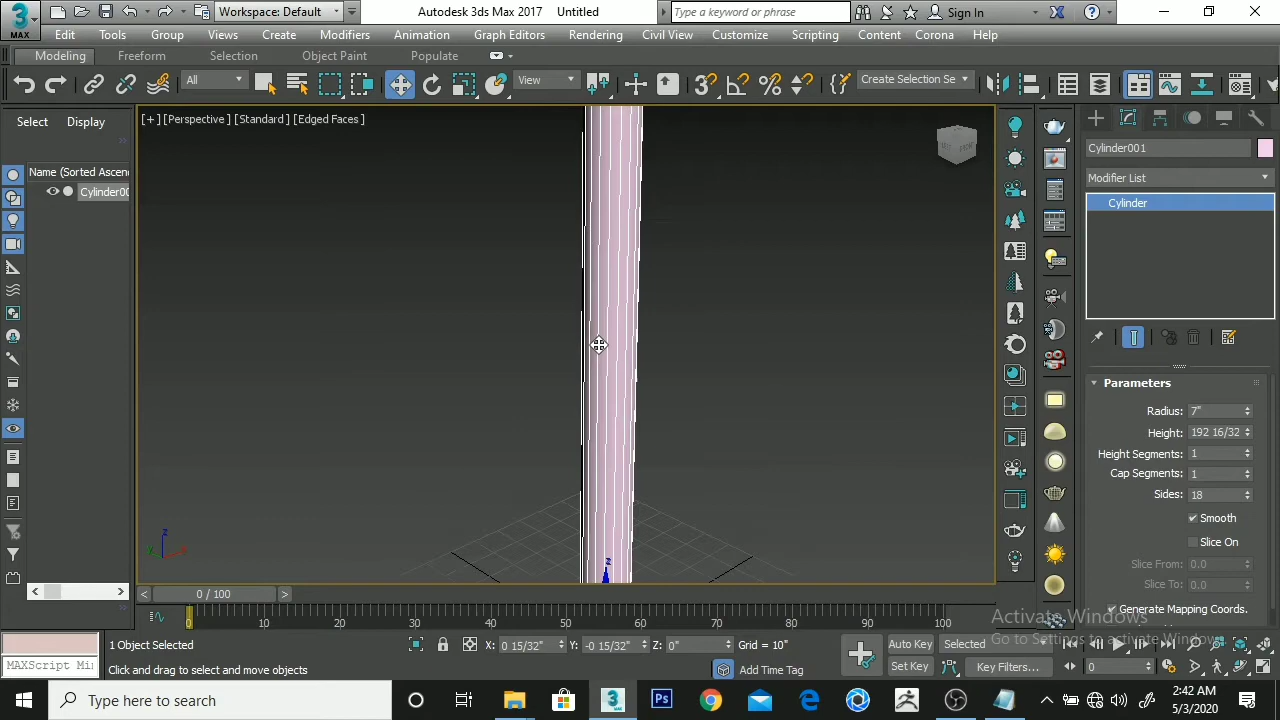 Workspace: Default
Autodesk 3ds Max 2017 Untitled
Type a keyword or phrase
Sign In
MAX
Edit Tools Group Views Create Modifiers Animation Graph Editors Rendering Civil View Customize Scripting Content Corona Help
Modeling Freeform Selection Object Paint Populate
All
View
Create Selection Se
Select Display
[+] [Perspective] [Standard] [Edged Faces]
Name (Sorted Ascen
Cylinder00
Cylinder001
Modifier List
Cylinder
Parameters
Radius: 7"
Height: 192 16/32
Height Segments: 1
Cap Segments: 1
Sides: 18
Smooth
Slice On
Slice From: 0.0
Slice To: 0.0
Generate Mapping Coords.
z
z
0 / 100
0 10 20 30 40 50 60 70 80 90 100
Activate Windows
Go to Settings to activate Windows.
1 Object Selected
X: 0 15/32" Y: -0 15/32" Z: 0" Grid = 10"
Auto Key Selected
MAXScript Mi
Click and drag to select and move objects
Add Time Tag
Set Key Key Filters...
0
Type here to search
2:42 AM
5/3/2020